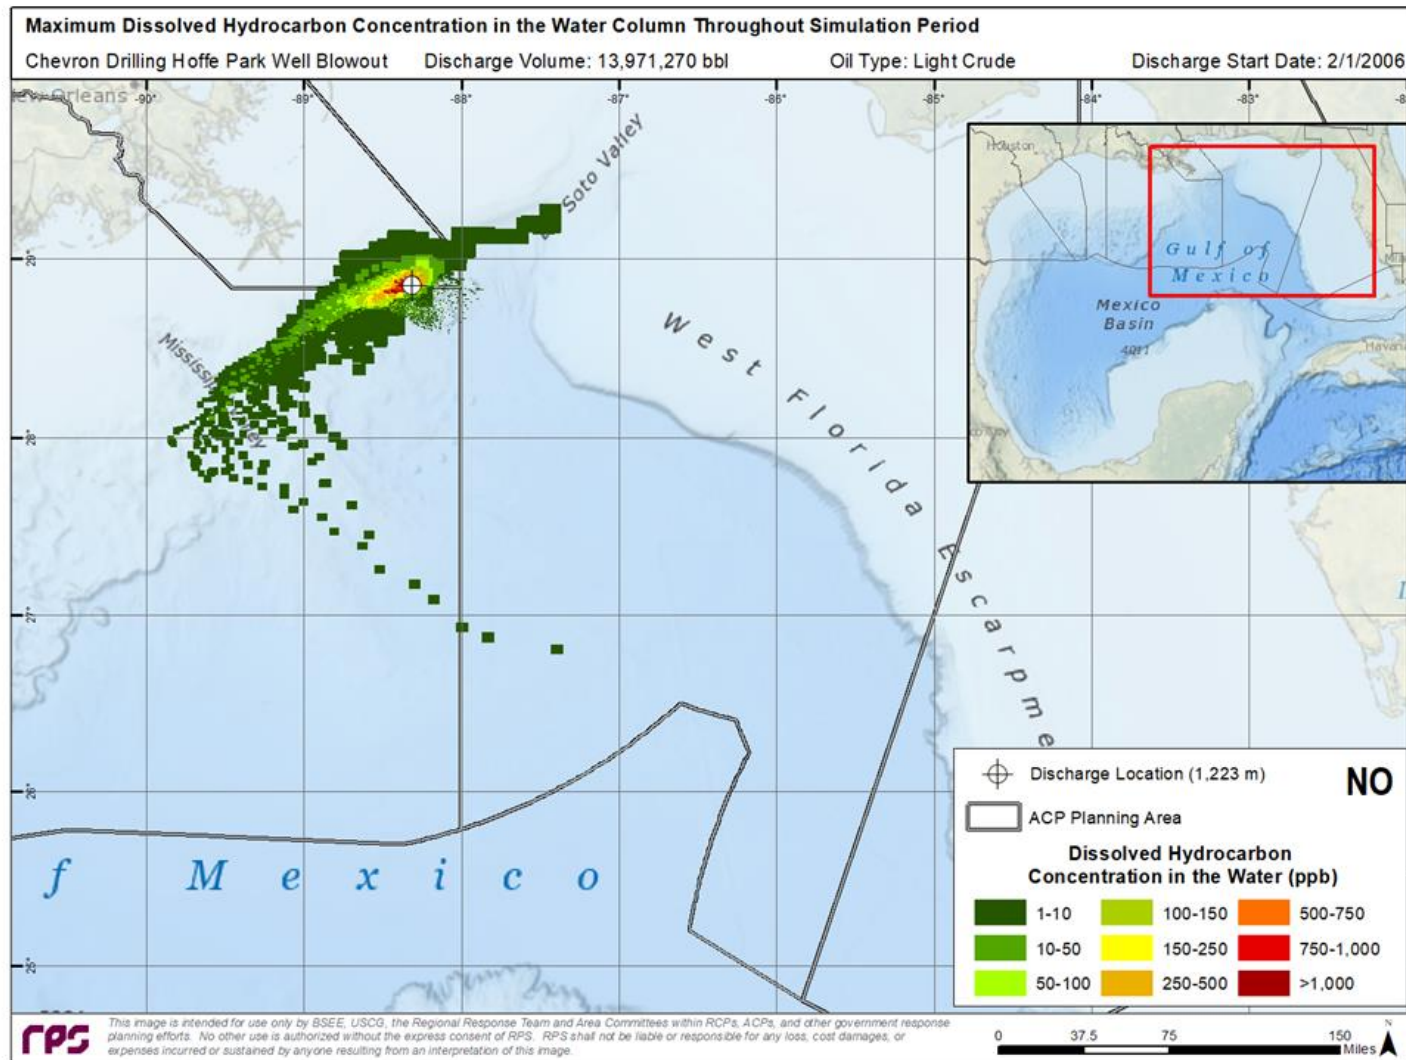 Maximum Dissolved Hydrocarbon Concentration in the Water Column Throughout Simulation Period
Chevron Drilling Hoffe Park Well Blowout Discharge Volume: 13,971,270 bbl Oil Type: Light Crude Discharge Start Date: 2/1/2006
Orleans
-90° -89° -88° -87° -86° -85° -84° -83°
Soto Valley
Houston
Gulf of
Mexico
Mexico
Basin
4011
Havana
29°
28°
27°
26°
25°
West Florida Escarpme
f Mexico
Discharge Location (1,223 m)
NO
ACP Planning Area
Dissolved Hydrocarbon
Concentration in the Water (ppb)
1-10 100-150 500-750
10-50 150-250 750-1,000
50-100 250-500 >1,000
RPS
This image is intended for use only by BSEE, USCG, the Regional Response Team and Area Committees within RCPs, ACPs, and other government response
planning efforts. No other use is authorized without the express consent of RPS. RPS shall not be liable or responsible for any loss, cost damages, or
expenses incurred or sustained by anyone resulting from an interpretation of this image.
0 37.5 75 150
Miles
N